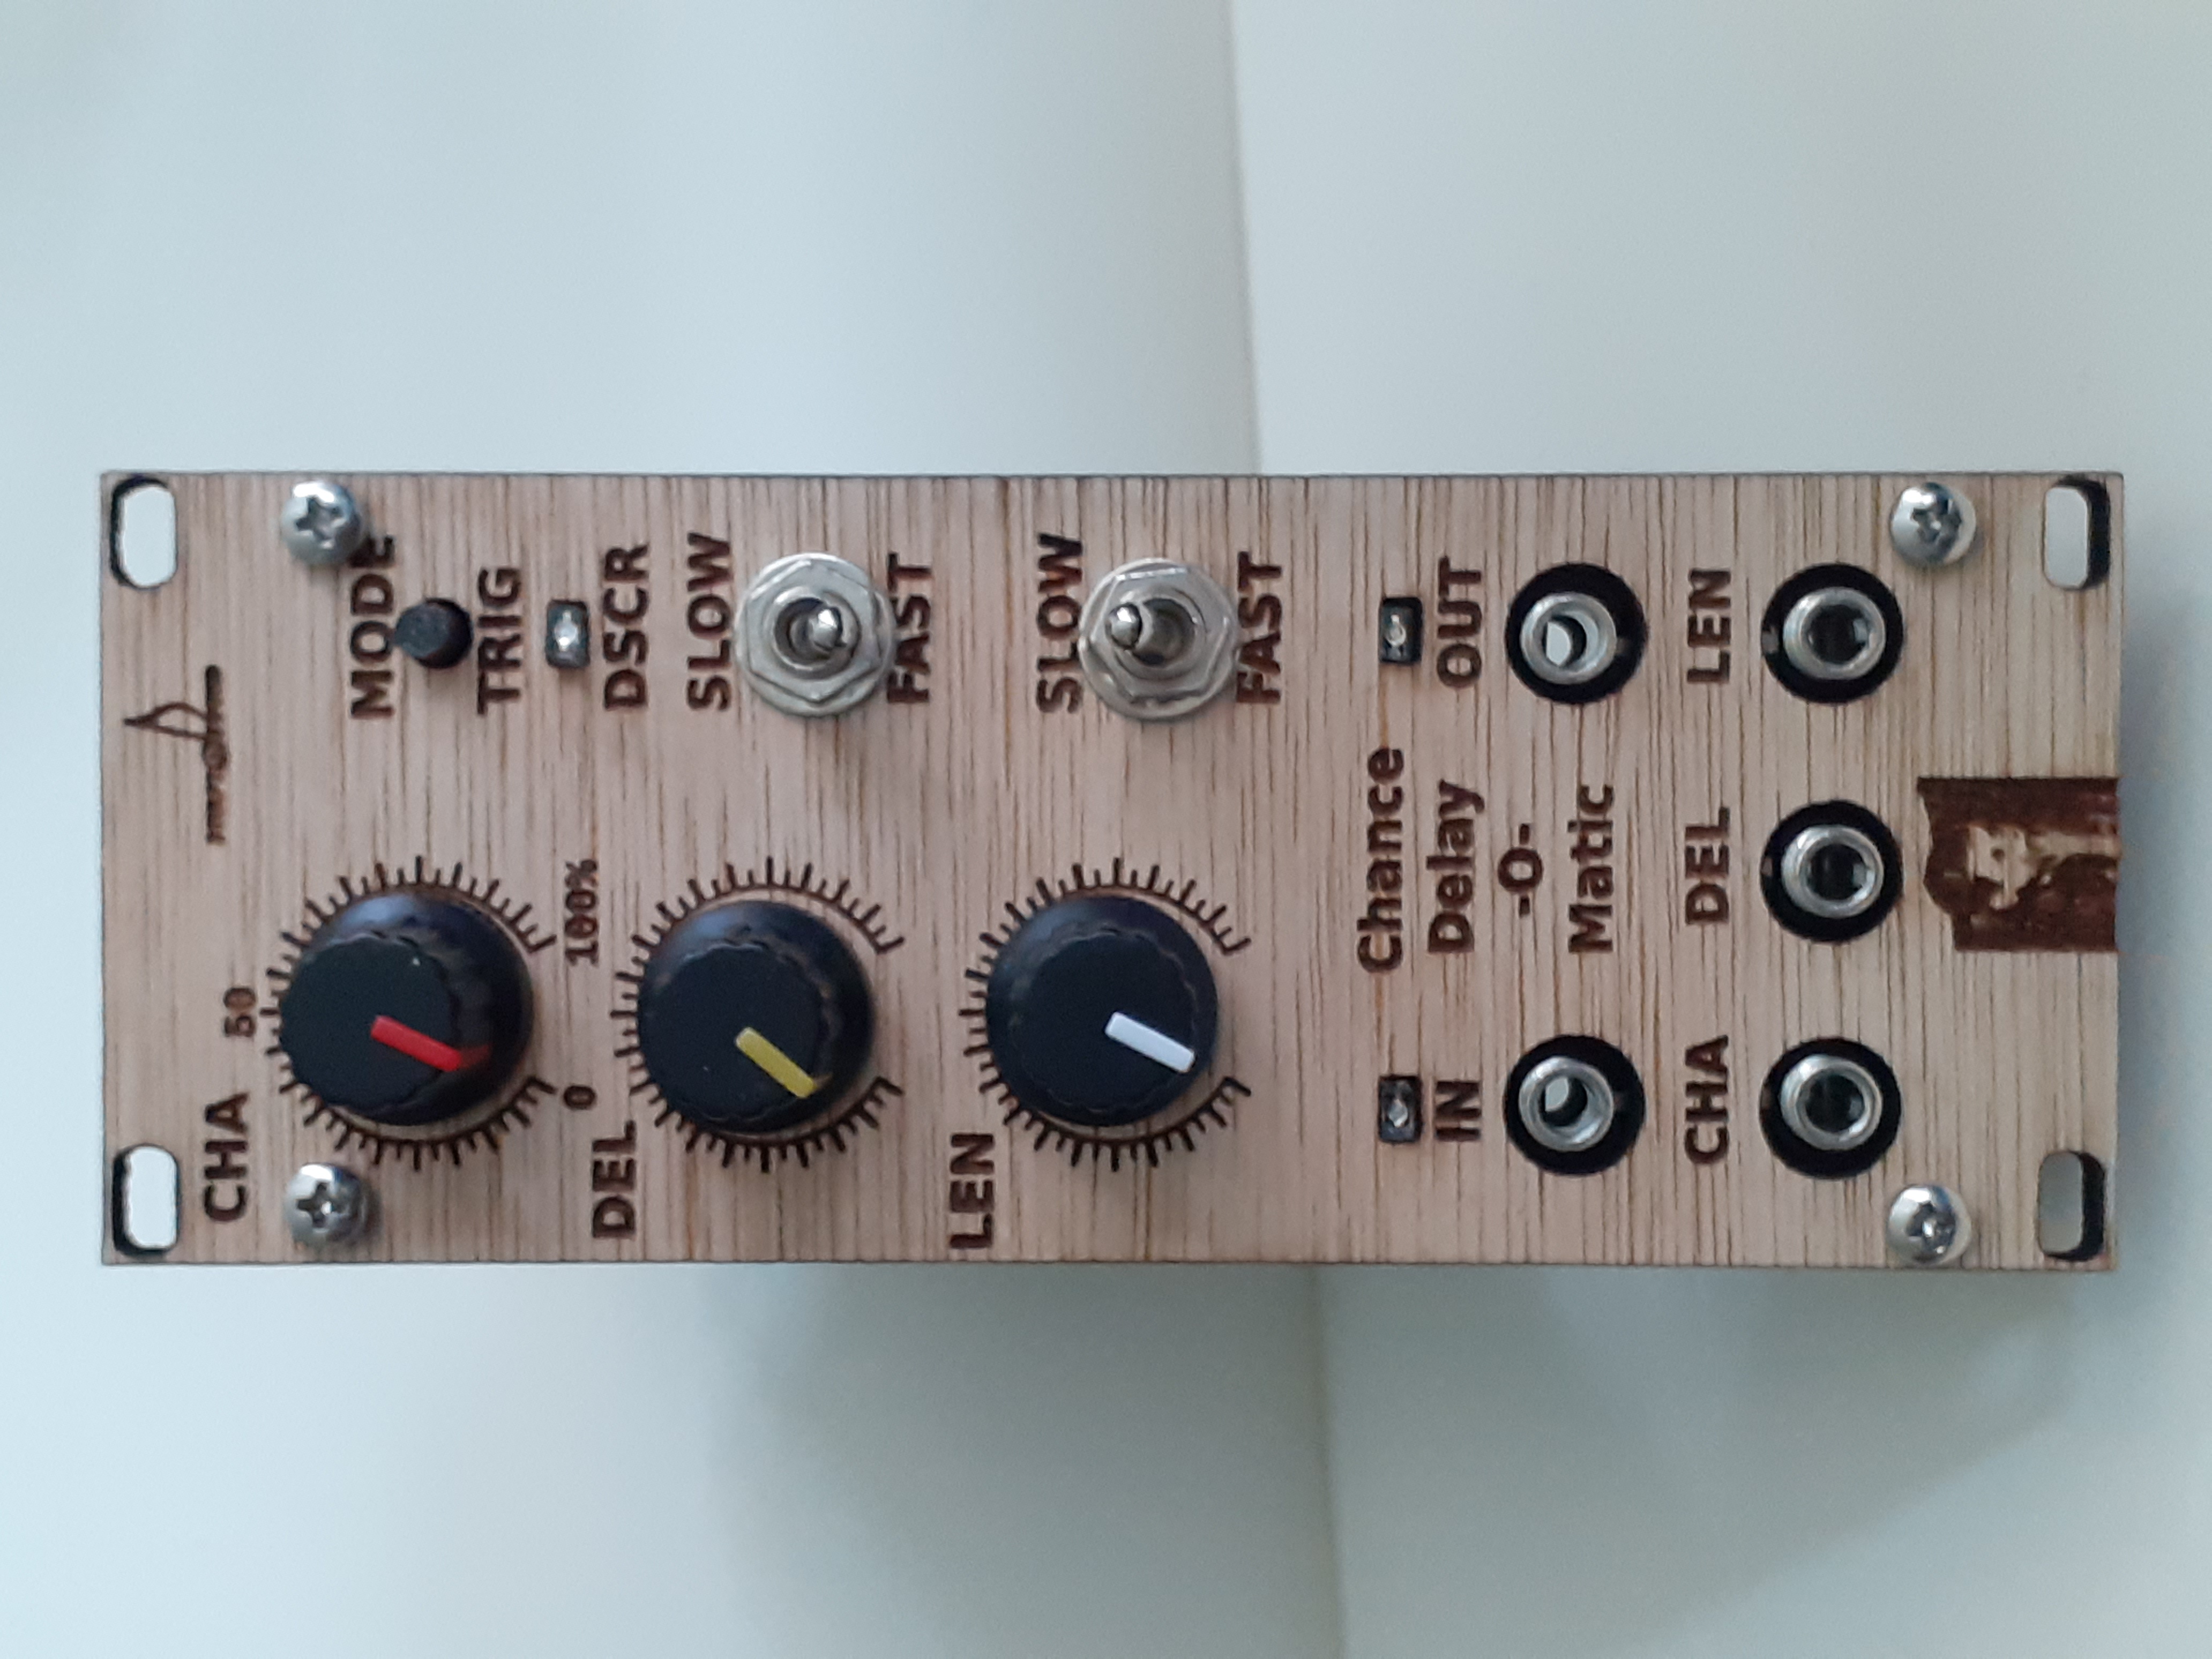 CHA
50
MODE
TRIG
0
100%
DSCR
DEL
SLOW
FAST
LEN
SLOW
FAST
Chance
Delay
-O-
Matic
IN
OUT
CHA
DEL
LEN